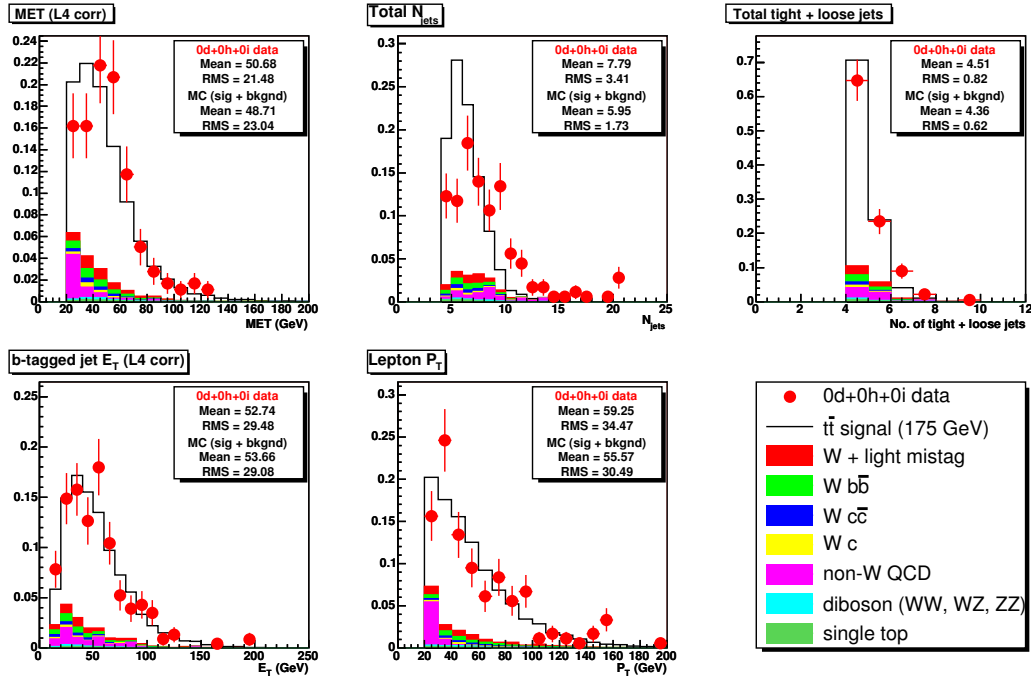 MET (L4 corr)
0d+0h+0i data
Mean = 50.68
RMS = 21.48
MC (sig + bkgnd)
Mean = 48.71
RMS = 23.04
0.24
0.22
0.2
0.18
0.16
0.14
0.12
0.1
0.08
0.06
0.04
0.02
0
0 20 40 60 80 100 120 140 160 180 200
MET (GeV)
Total N_jets
0d+0h+0i data
Mean = 7.79
RMS = 3.41
MC (sig + bkgnd)
Mean = 5.95
RMS = 1.73
0.3
0.25
0.2
0.15
0.1
0.05
0
0 5 10 15 20 25
N_jets
Total tight + loose jets
0d+0h+0i data
Mean = 4.51
RMS = 0.82
MC (sig + bkgnd)
Mean = 4.36
RMS = 0.62
0.7
0.6
0.5
0.4
0.3
0.2
0.1
0
0 2 4 6 8 10 12
No. of tight + loose jets
b-tagged jet E_T (L4 corr)
0d+0h+0i data
Mean = 52.74
RMS = 29.48
MC (sig + bkgnd)
Mean = 53.66
RMS = 29.08
0.25
0.2
0.15
0.1
0.05
0
0 50 100 150 200 250
E_T (GeV)
Lepton P_T
0d+0h+0i data
Mean = 59.25
RMS = 34.47
MC (sig + bkgnd)
Mean = 55.57
RMS = 30.49
0.3
0.25
0.2
0.15
0.1
0.05
0
0 20 40 60 80 100 120 140 160 180 200
P_T (GeV)
0d+0h+0i data
tt̄ signal (175 GeV)
W + light mistag
W bb̄
W cc̄
W c
non-W QCD
diboson (WW, WZ, ZZ)
single top